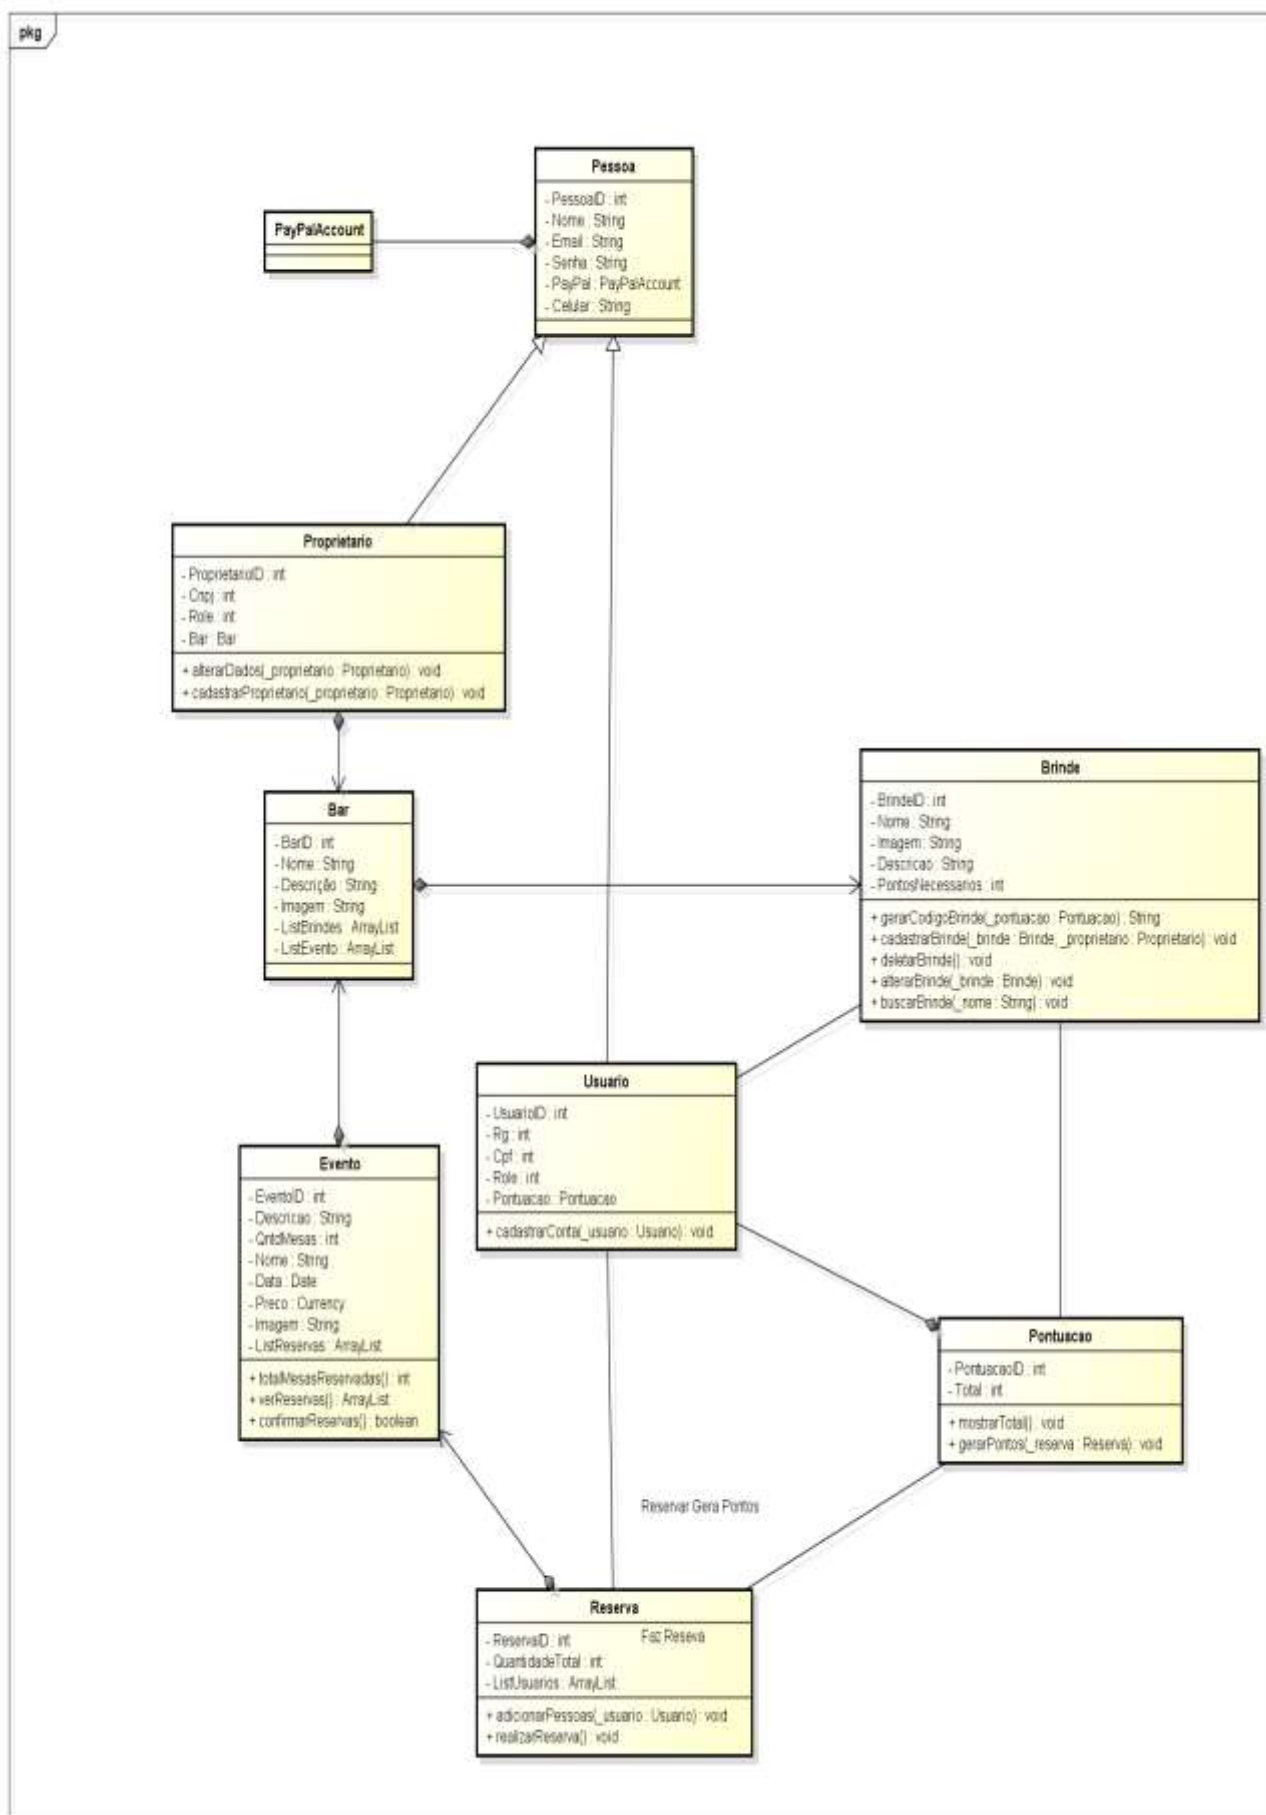 pkg
Pessoa
- PessoaID : int
- Nome : String
- Email : String
- Senha : String
- PayPal : PayPalAccount
- Celular : String
PayPalAccount
Proprietario
- ProprietarioID : int
- Cnpj : int
- Role : int
- Bar : Bar
+ alterarDados(_proprietario : Proprietario) : void
+ cadastrarProprietario(_proprietario : Proprietario) : void
Bar
- BarID : int
- Nome : String
- Descrição : String
- Imagem : String
- ListBrindes : ArrayList
- ListEvento : ArrayList
Brinde
- BrindeID : int
- Nome : String
- Imagem : String
- Descricao : String
- PontosNecessarios : int
+ gerarCodigoBrinde(_pontuacao : Pontuacao) : String
+ cadastrarBrinde(_brinde : Brinde, _proprietario : Proprietario) : void
+ deletarBrinde() : void
+ alterarBrinde(_brinde : Brinde) : void
+ buscarBrinde(_nome : String) : void
Usuario
- UsuarioID : int
- Rg : int
- Cpf : int
- Role : int
- Pontuacao : Pontuacao
+ cadastrarConta(_usuario : Usuario) : void
Evento
- EventoID : int
- Descricao : String
- QntdMesas : int
- Nome : String
- Data : Date
- Preco : Currency
- Imagem : String
- ListReservas : ArrayList
+ totalMesasReservadas() : int
+ verReservas() : ArrayList
+ confirmarReservas() : boolean
Pontuacao
- PontuacaoID : int
- Total : int
+ mostrarTotal() : void
+ gerarPontos(_reserva : Reserva) : void
Reservar Gera Pontos
Reserva
Faz Reseva
- ReservaID : int
- QuantidadeTotal : int
- ListUsuarios : ArrayList
+ adicionarPessoas(_usuario : Usuario) : void
+ realizarReserva() : void